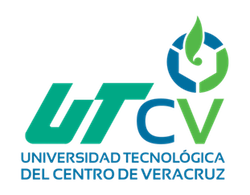 UTCV
UNIVERSIDAD TECNOLÓGICA
DEL CENTRO DE VERACRUZ